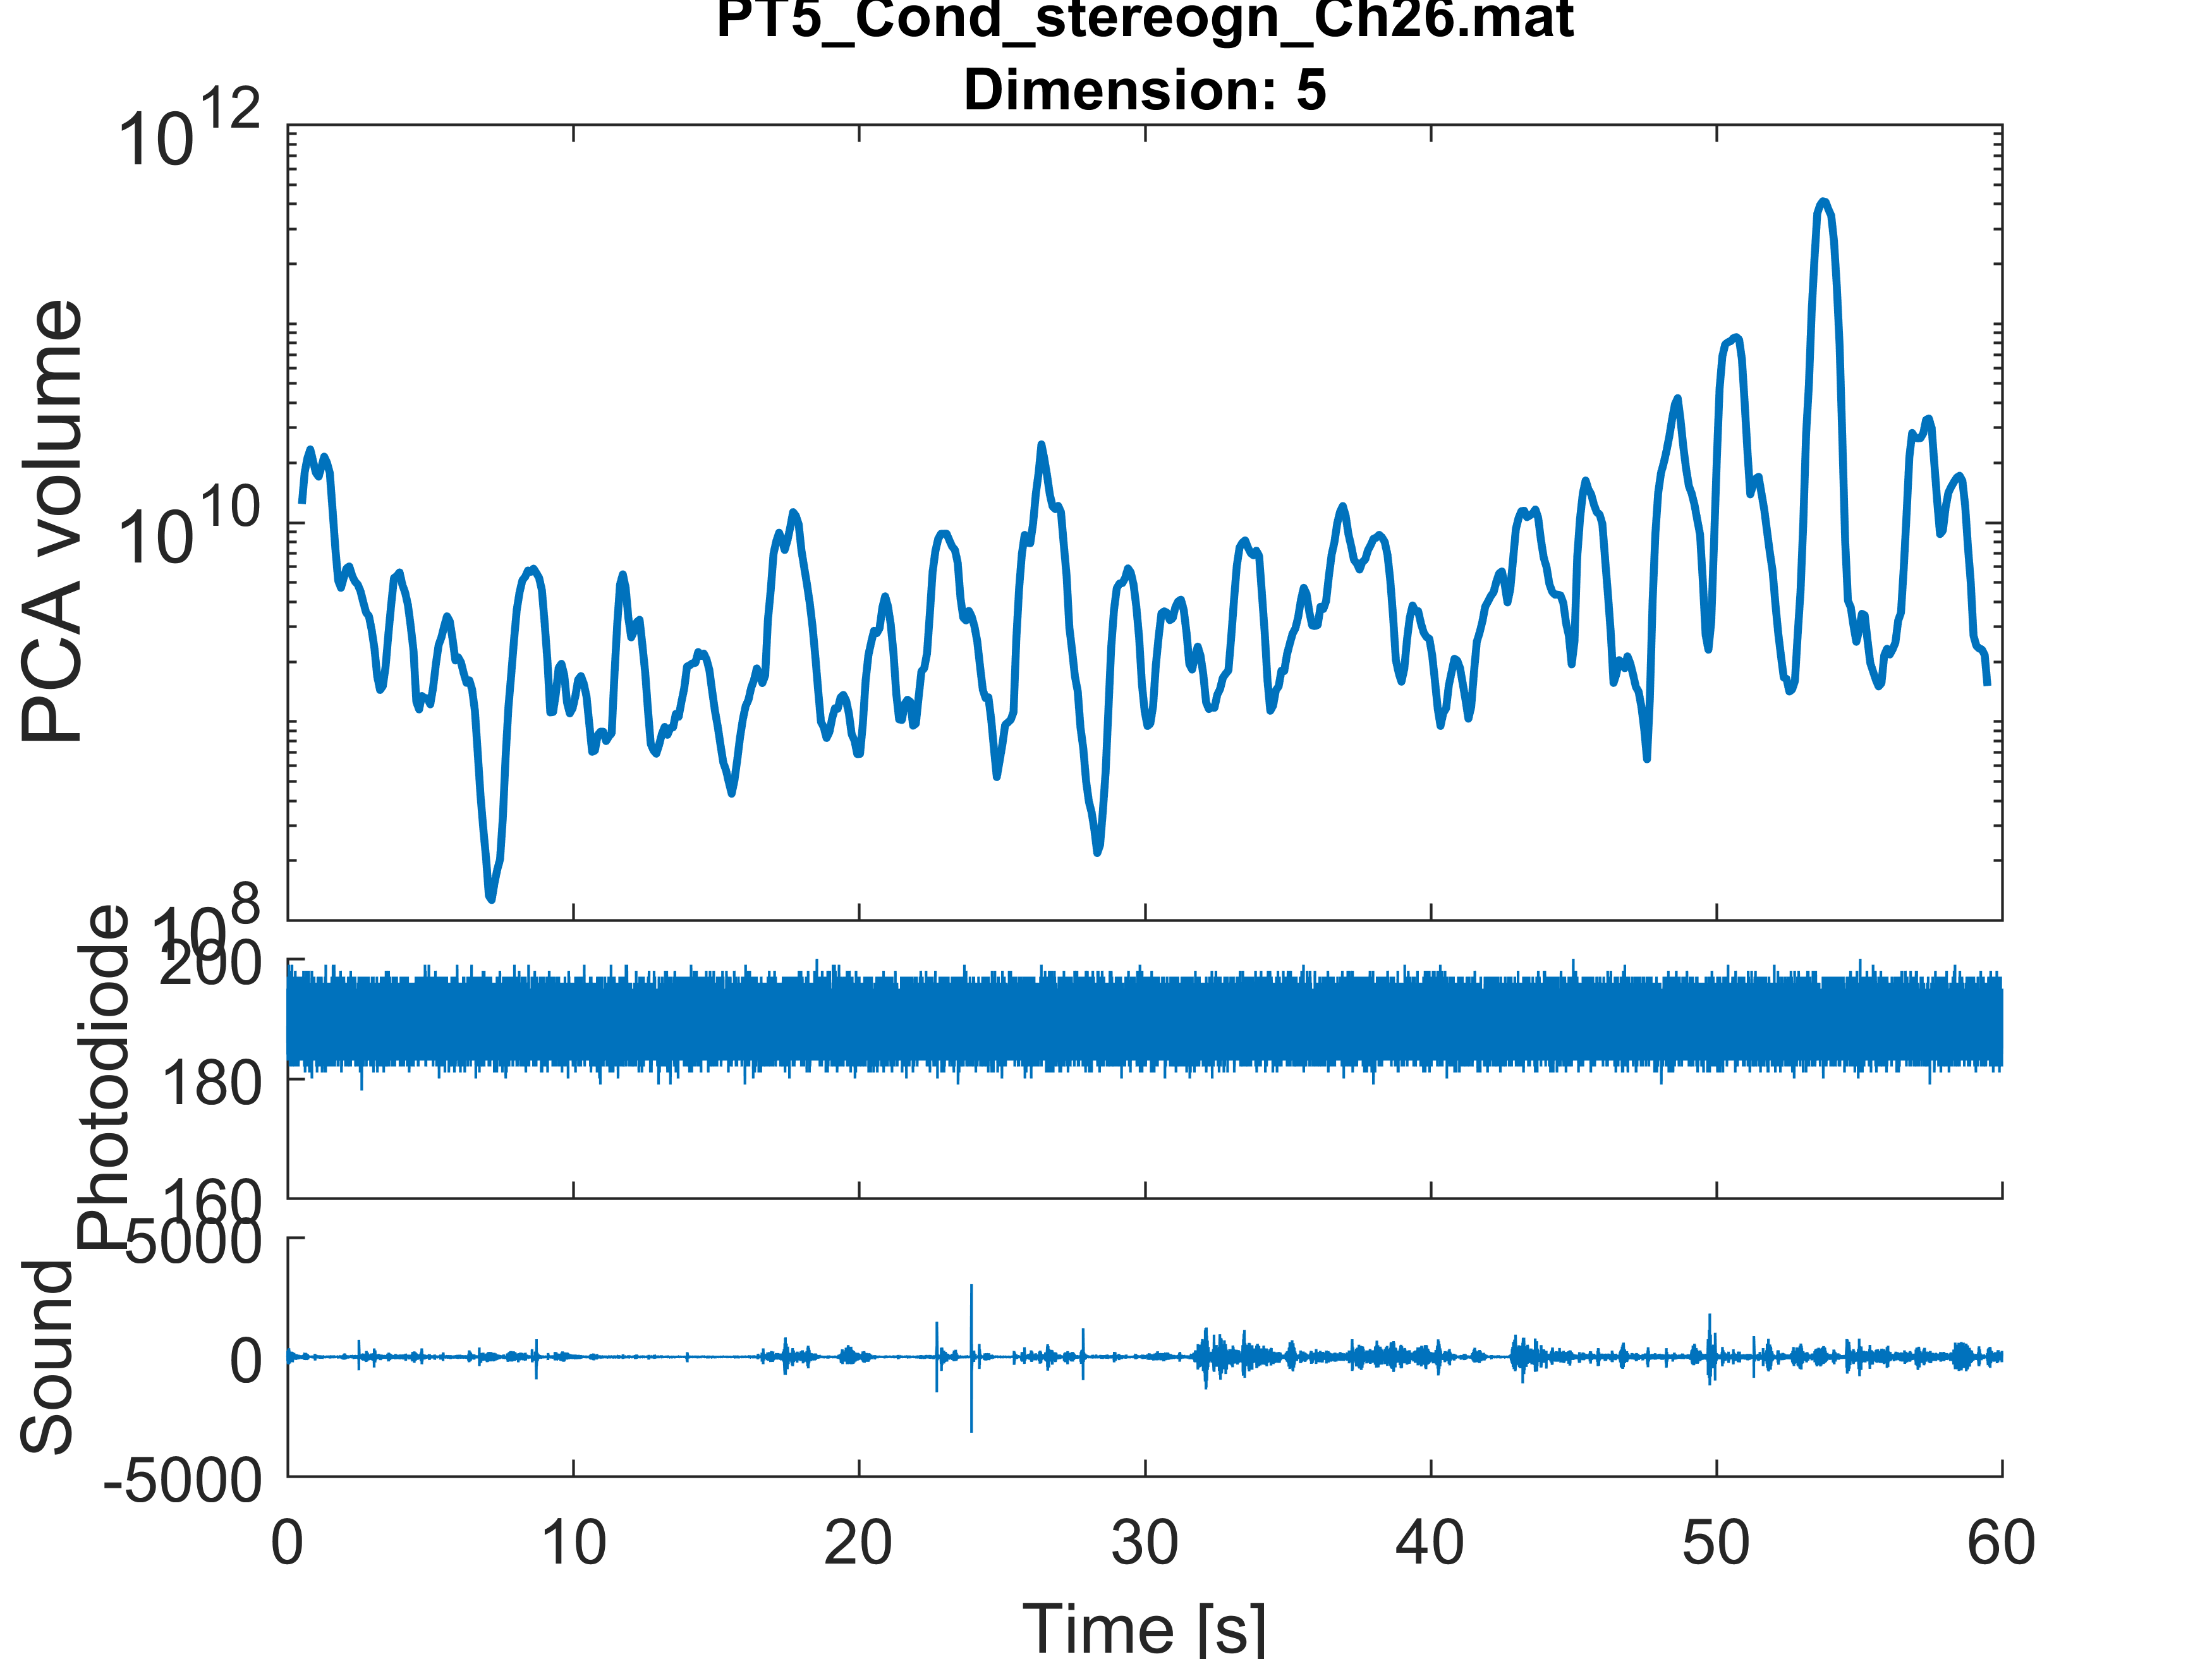 PT5_Cond_stereogn_Ch26.mat
Dimension: 5
PCA volume
10^12
10^10
10^8
Photodiode
200
180
160
Sound
5000
0
-5000
0 10 20 30 40 50 60
Time [s]